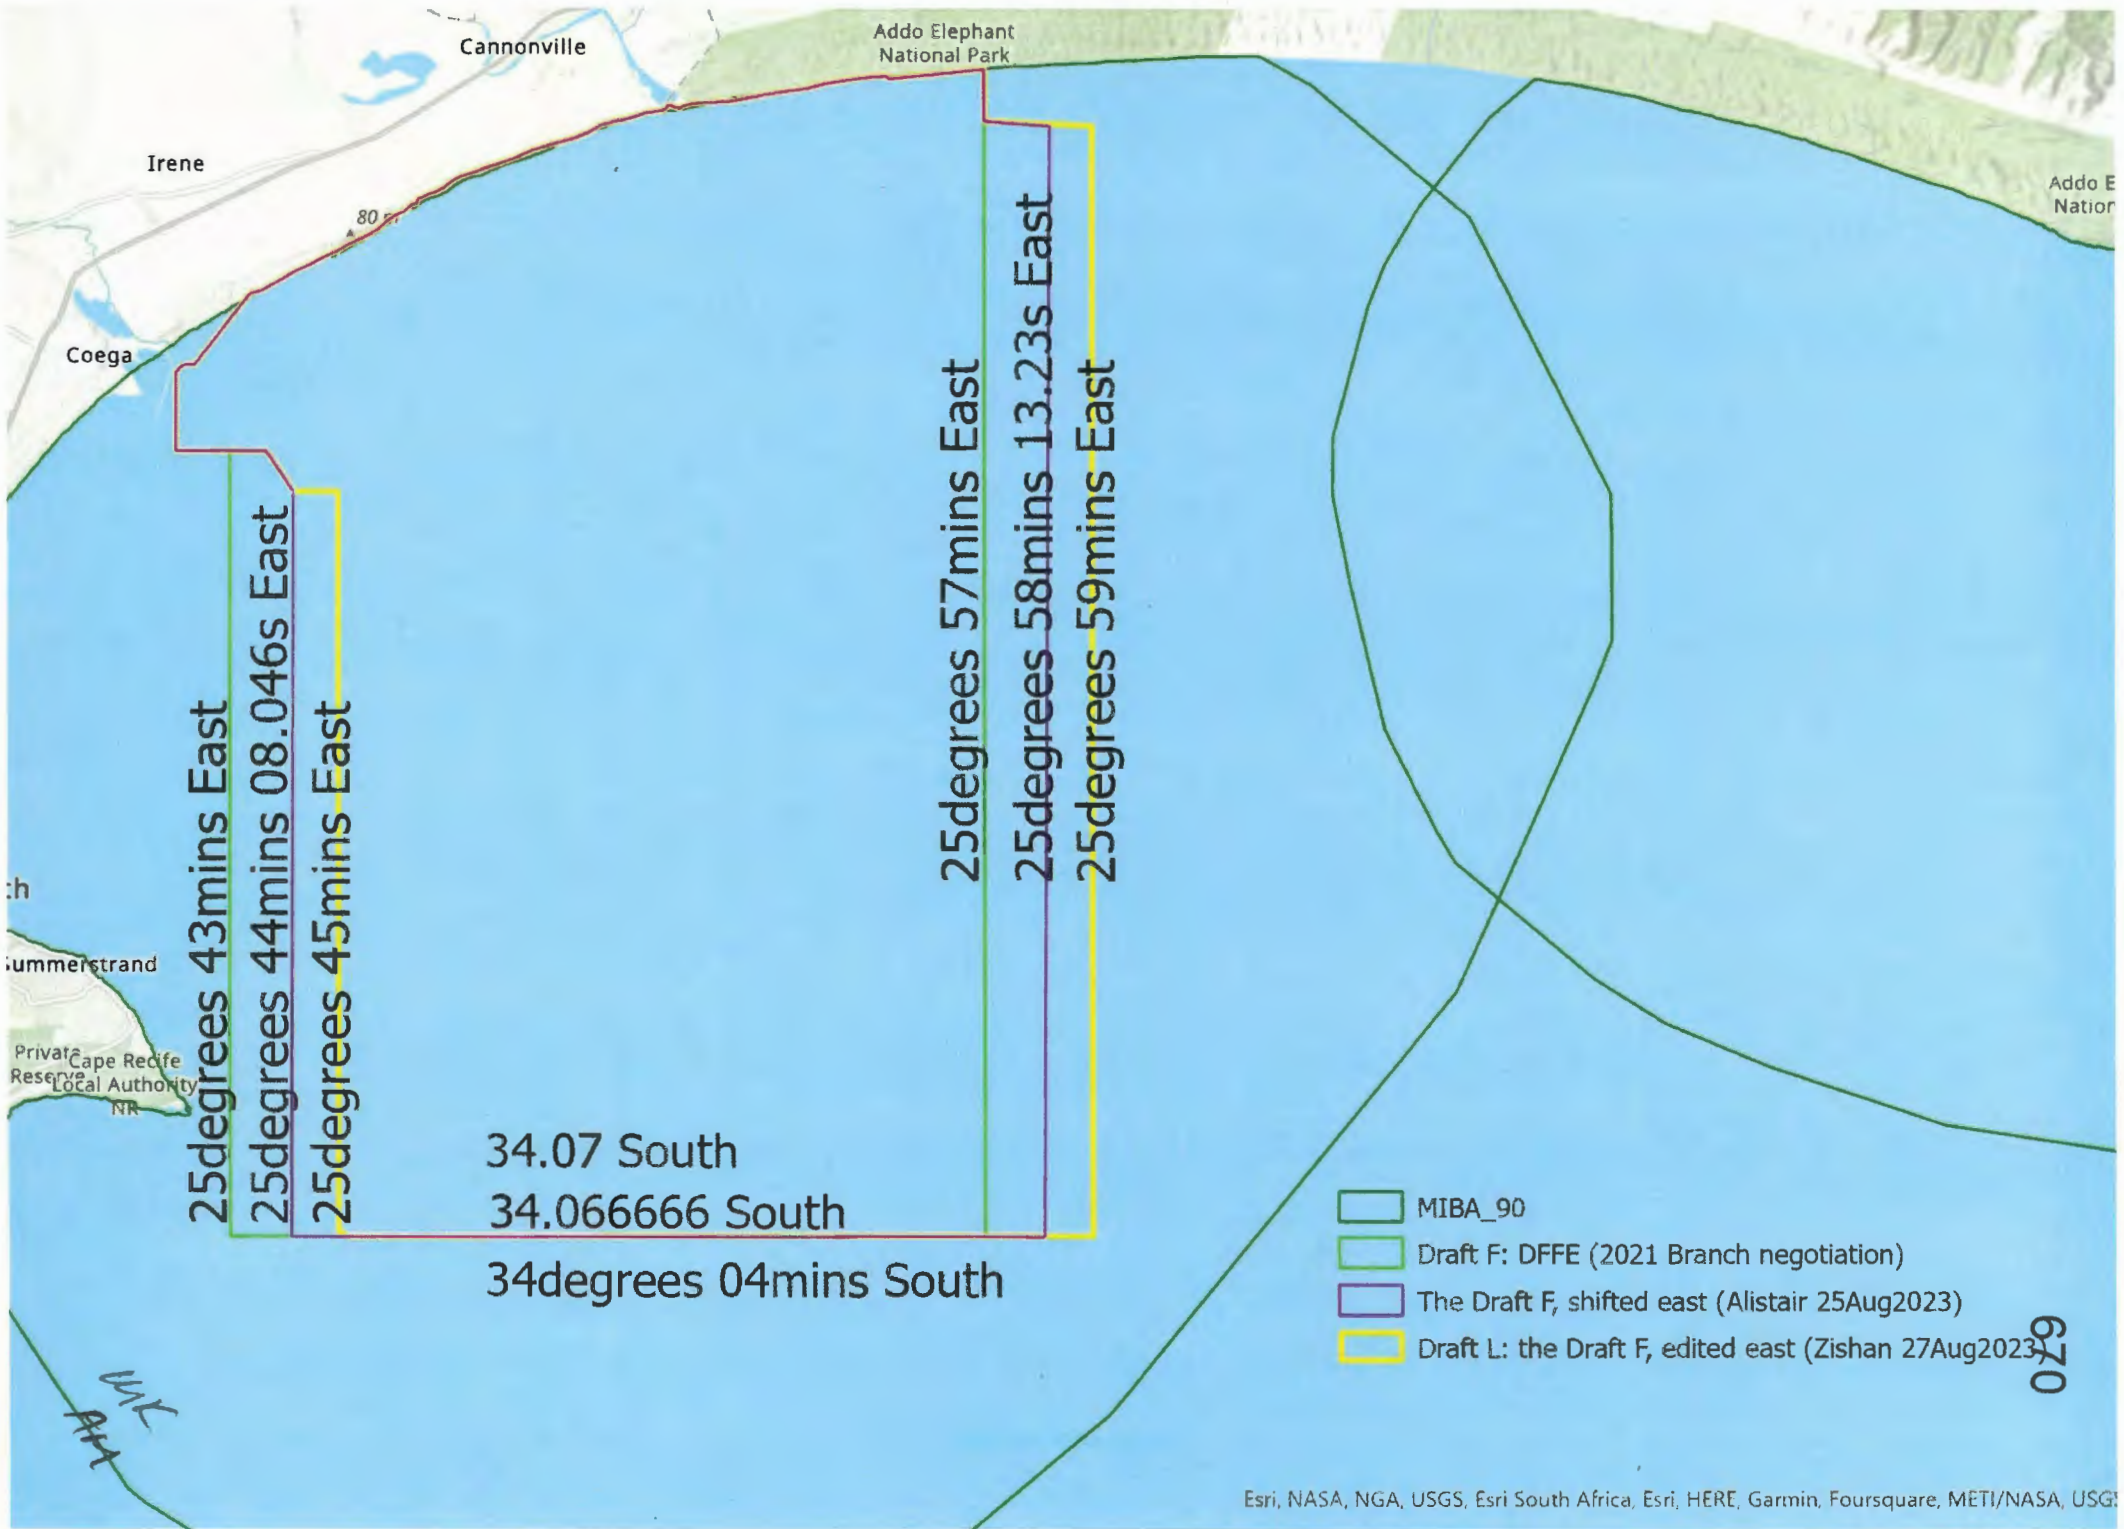 Cannonville
Addo Elephant
National Park
Irene
80 m
Addo E
Nation
Coega
25degrees 43mins East
25degrees 44mins 08.046s East
25degrees 45mins East
25degrees 57mins East
25degrees 58mins 13.23s East
25degrees 59mins East
:h
Summerstrand
Private
Reserve
Cape Recife
Local Authority
NR
34.07 South
34.066666 South
34degrees 04mins South
MIBA_90
Draft F: DFFE (2021 Branch negotiation)
The Draft F, shifted east (Alistair 25Aug2023)
Draft L: the Draft F, edited east (Zishan 27Aug2023)
670
AM
Esri, NASA, NGA, USGS, Esri South Africa, Esri, HERE, Garmin, Foursquare, METI/NASA, USGS